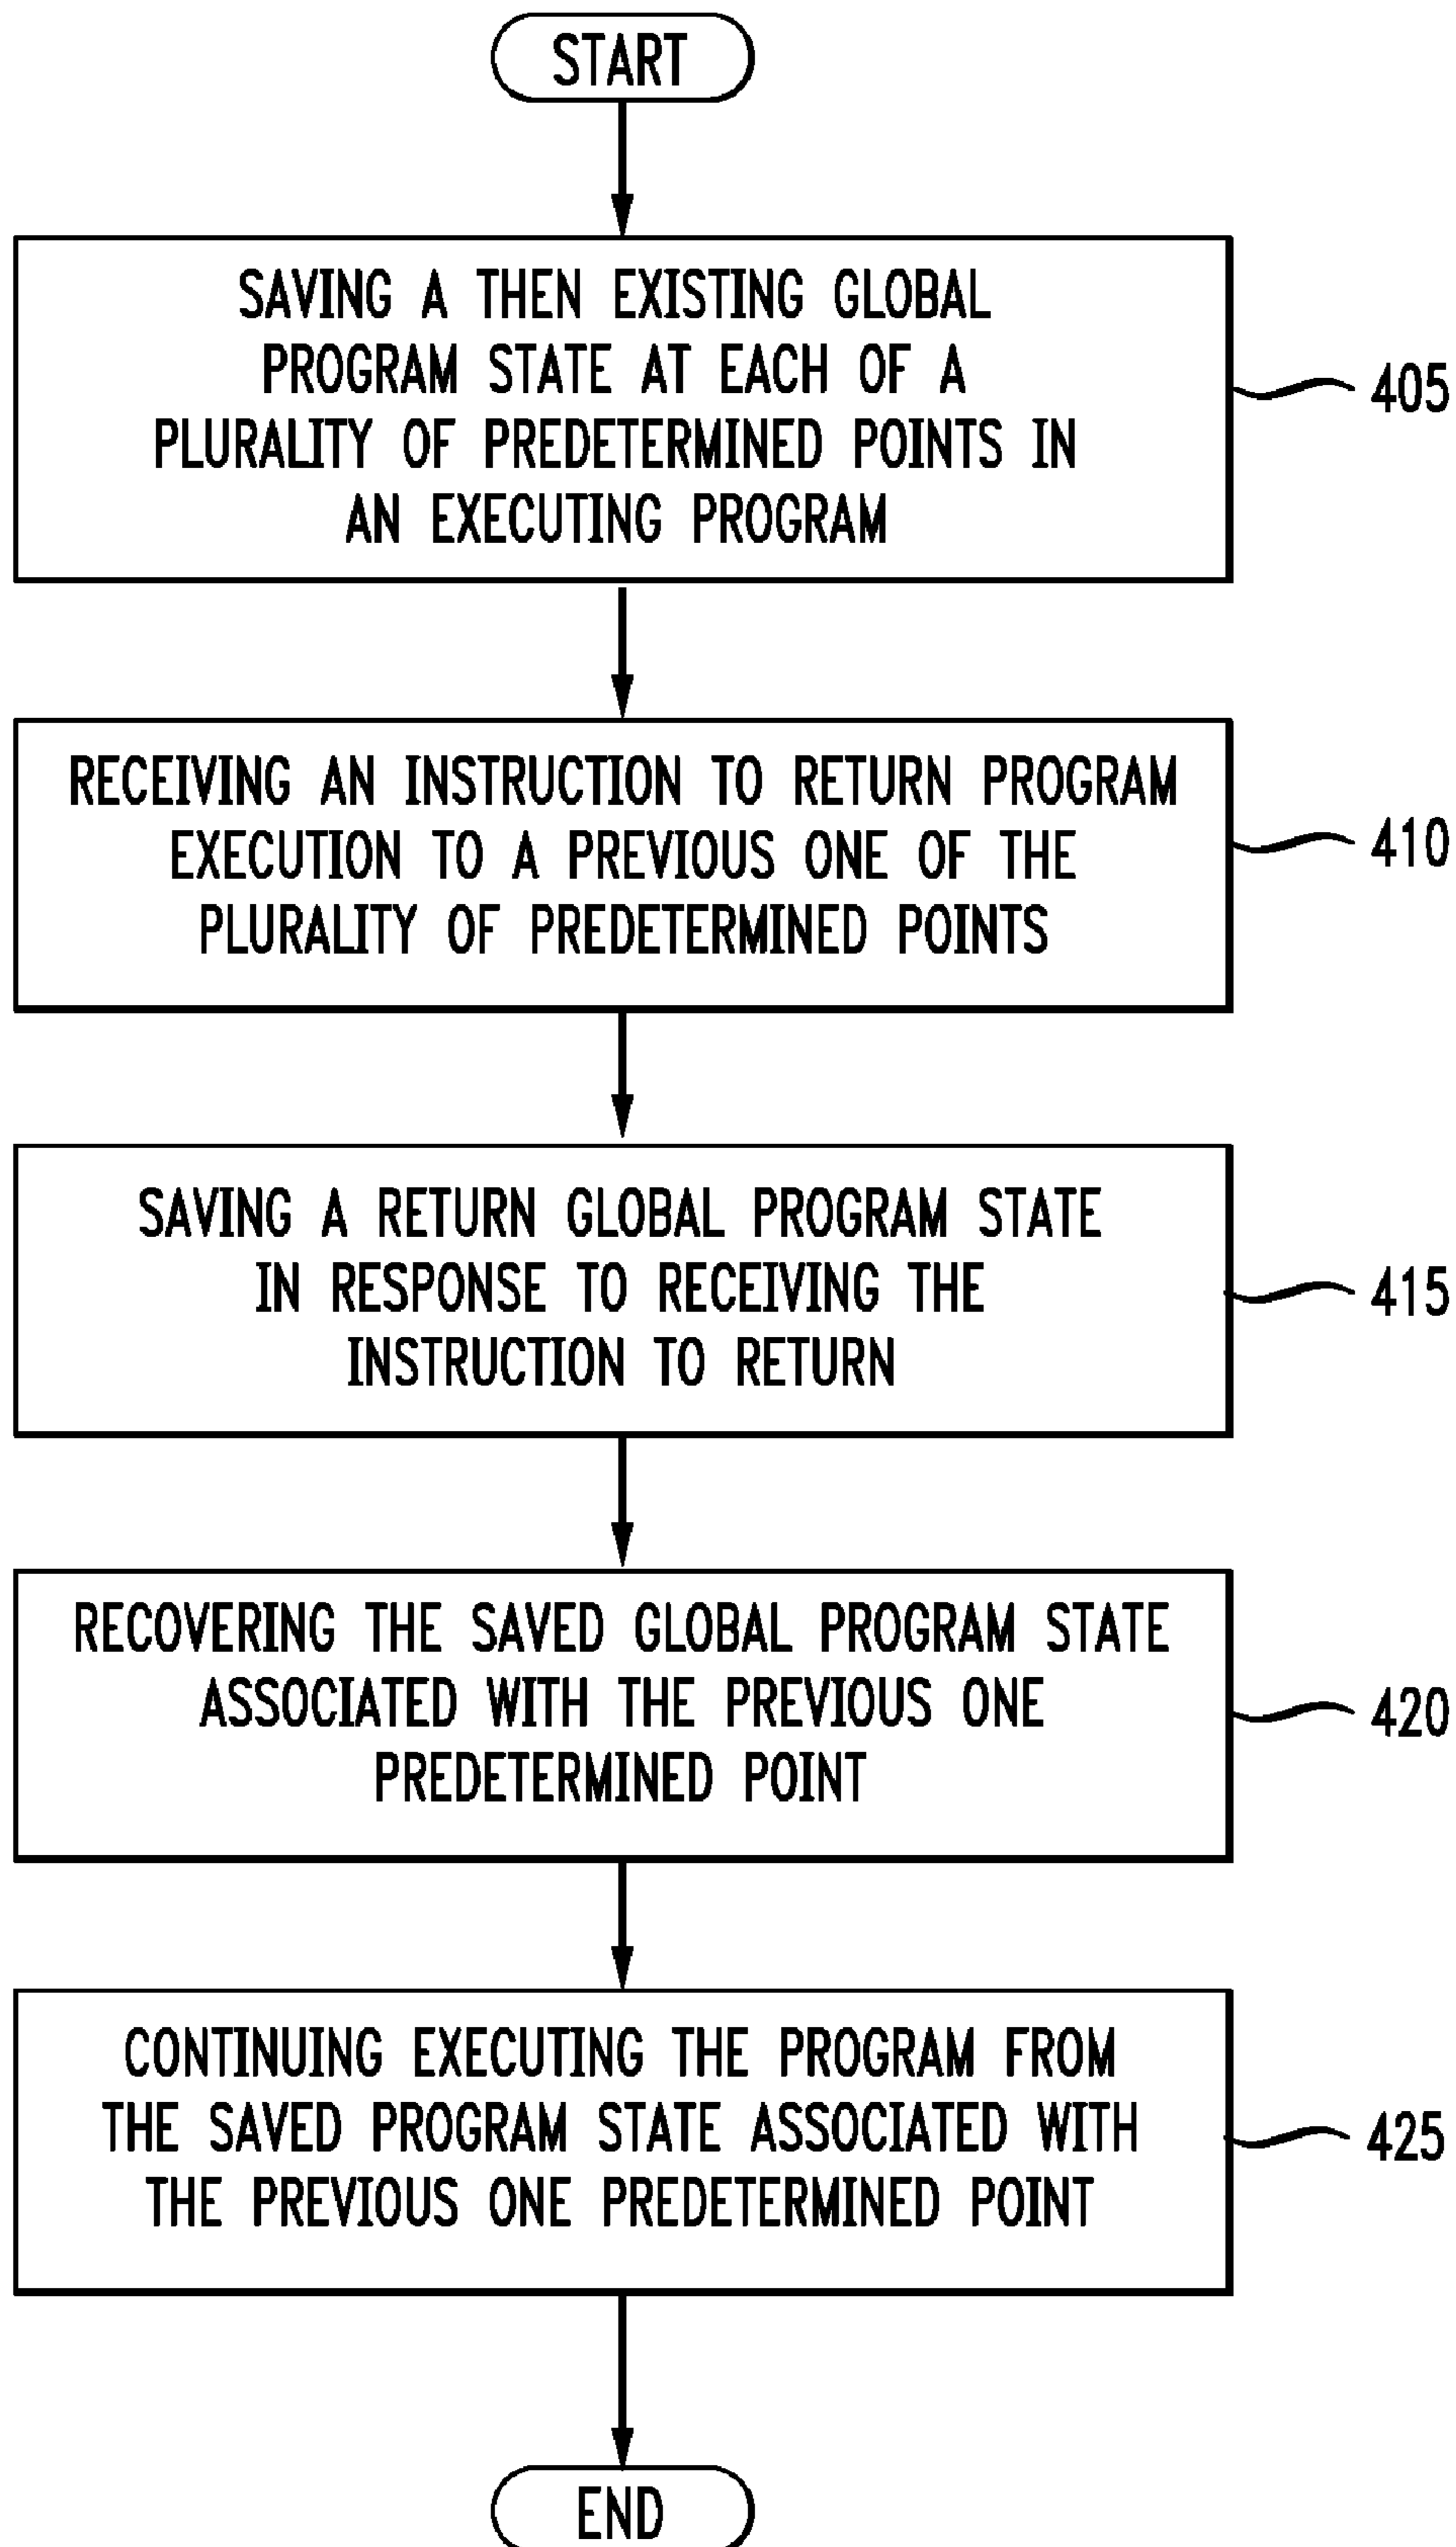 START
SAVING A THEN EXISTING GLOBAL
PROGRAM STATE AT EACH OF A
PLURALITY OF PREDETERMINED POINTS IN
AN EXECUTING PROGRAM
405
RECEIVING AN INSTRUCTION TO RETURN PROGRAM
EXECUTION TO A PREVIOUS ONE OF THE
PLURALITY OF PREDETERMINED POINTS
410
SAVING A RETURN GLOBAL PROGRAM STATE
IN RESPONSE TO RECEIVING THE
INSTRUCTION TO RETURN
415
RECOVERING THE SAVED GLOBAL PROGRAM STATE
ASSOCIATED WITH THE PREVIOUS ONE
PREDETERMINED POINT
420
CONTINUING EXECUTING THE PROGRAM FROM
THE SAVED PROGRAM STATE ASSOCIATED WITH
THE PREVIOUS ONE PREDETERMINED POINT
425
END